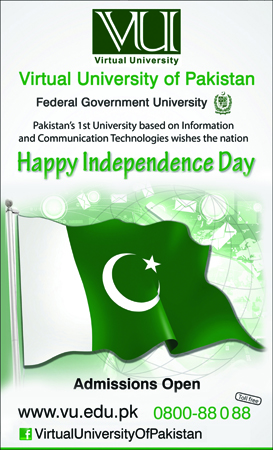 VU
Virtual University
Virtual University of Pakistan
Federal Government University
Pakistan's 1st University based on Information
and Communication Technologies wishes the nation
Happy Independence Day
Admissions Open
Toll free
www.vu.edu.pk 0800-88 0 88
f VirtualUniversityOfPakistan